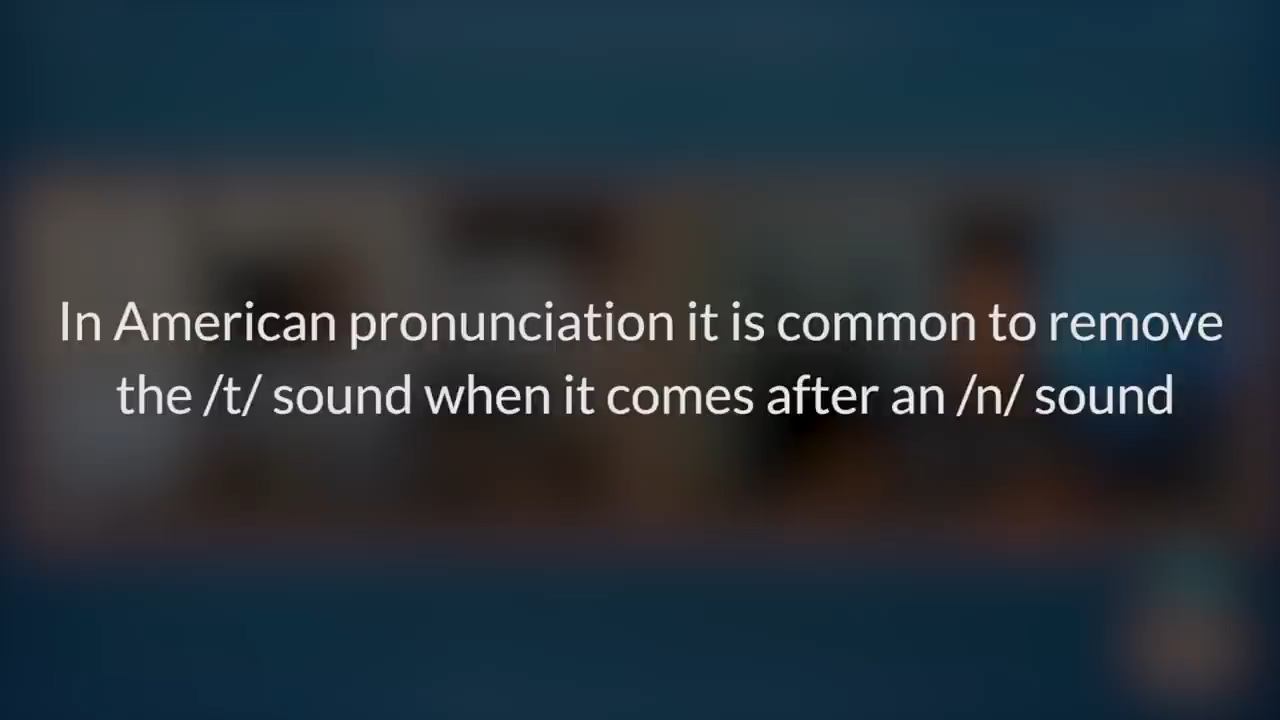 In American pronunciation it is common to remove
the /t/ sound when it comes after an /n/ sound